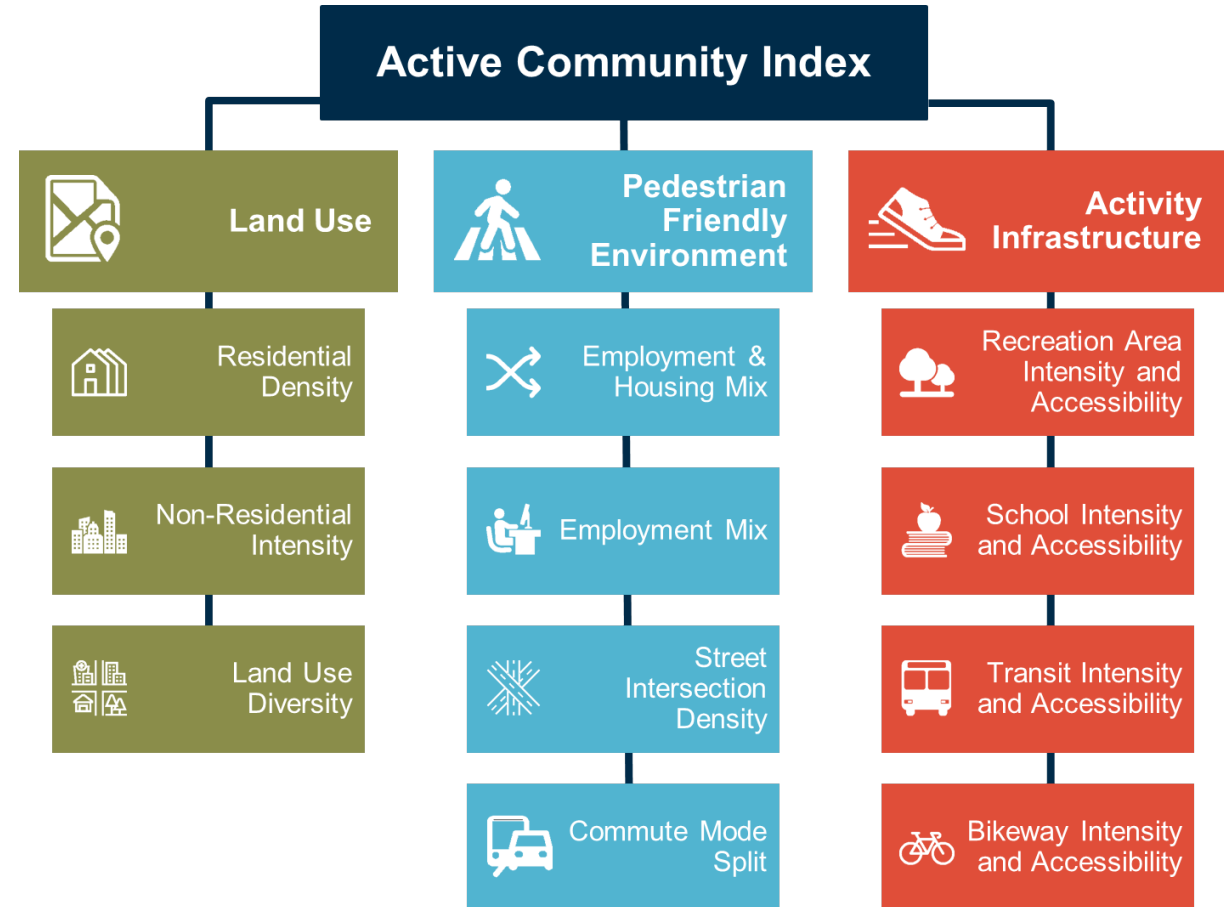 Active Community Index
Land Use
Residential
Density
Non-Residential
Intensity
Land Use
Diversity
Pedestrian
Friendly
Environment
Employment &
Housing Mix
Employment Mix
Street
Intersection
Density
Commute Mode
Split
Activity
Infrastructure
Recreation Area
Intensity and
Accessibility
School Intensity
and Accessibility
Transit Intensity
and Accessibility
Bikeway Intensity
and Accessibility